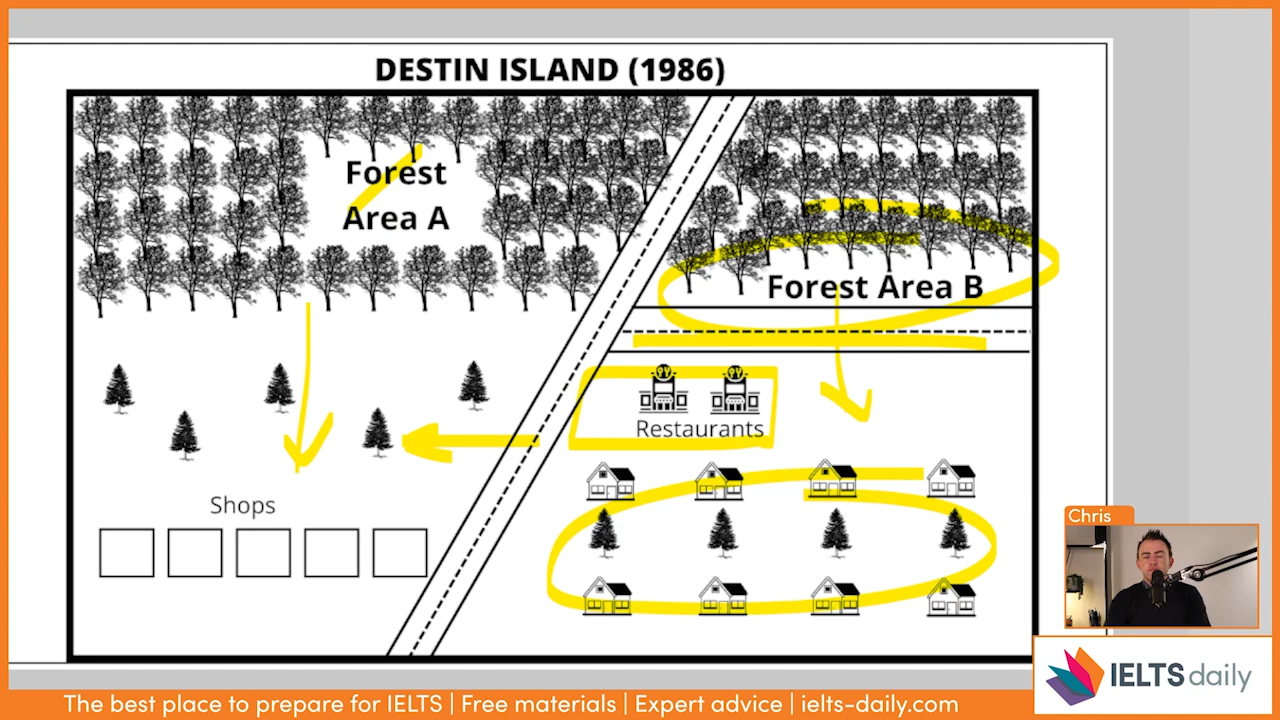 DESTIN ISLAND (1986)
Forest
Area A
Forest Area B
Restaurants
Shops
Chris
IELTS daily
The best place to prepare for IELTS | Free materials | Expert advice | ielts-daily.com